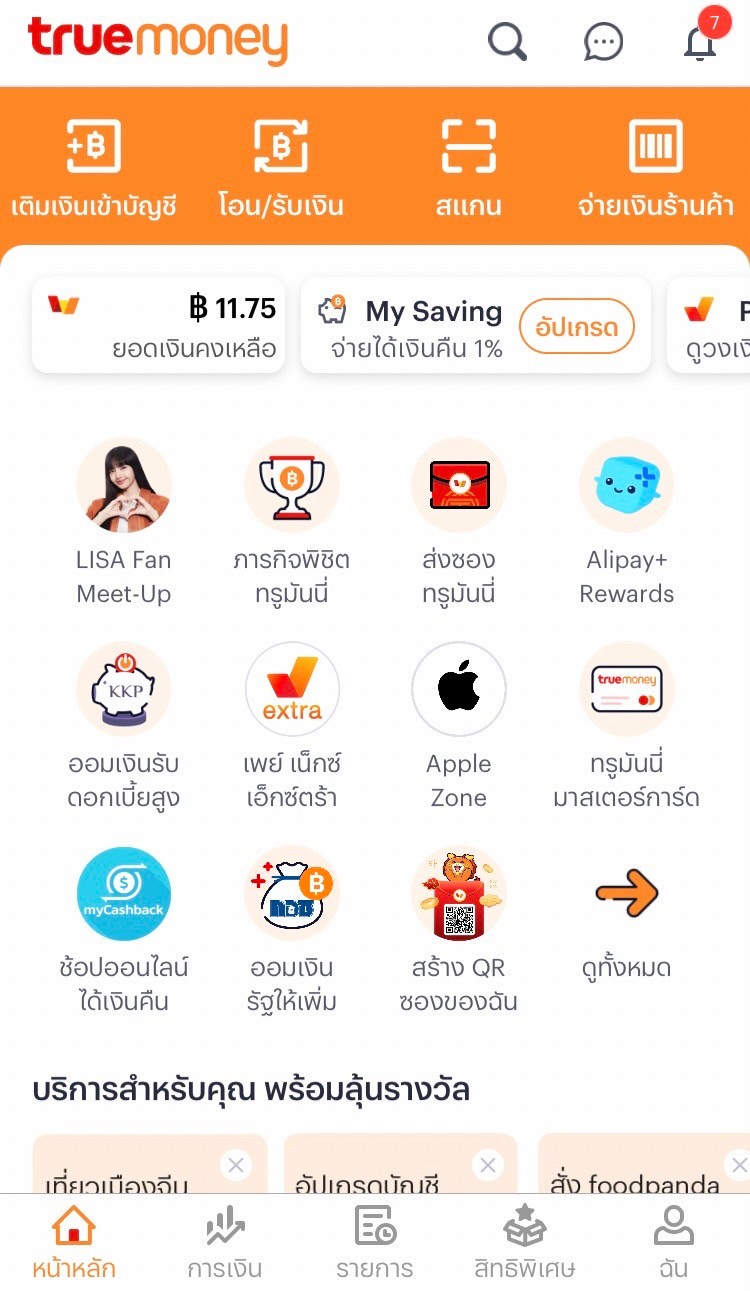 truemoney
7
เติมเงินเข้าบัญชี
โอน/รับเงิน
สแกน
จ่ายเงินร้านค้า
฿ 11.75
ยอดเงินคงเหลือ
My Saving
จ่ายได้เงินคืน 1%
อัปเกรด
P
ดูวงเงิ
LISA Fan
Meet-Up
ภารกิจพิชิต
ทรูมันนี่
ส่งซอง
ทรูมันนี่
Alipay+
Rewards
KKP
ออมเงินรับ
ดอกเบี้ยสูง
extra
เพย์ เน็กซ์
เอ็กซ์ตร้า
Apple
Zone
truemoney
ทรูมันนี่
มาสเตอร์การ์ด
myCashback
ช้อปออนไลน์
ได้เงินคืน
กอช
ออมเงิน
รัฐให้เพิ่ม
สร้าง QR
ซองของฉัน
ดูทั้งหมด
บริการสำหรับคุณ พร้อมลุ้นรางวัล
เที่ยวเมืองจีน
อัปเกรดบัญชี
สั่ง foodpanda
หน้าหลัก
การเงิน
รายการ
สิทธิพิเศษ
ฉัน